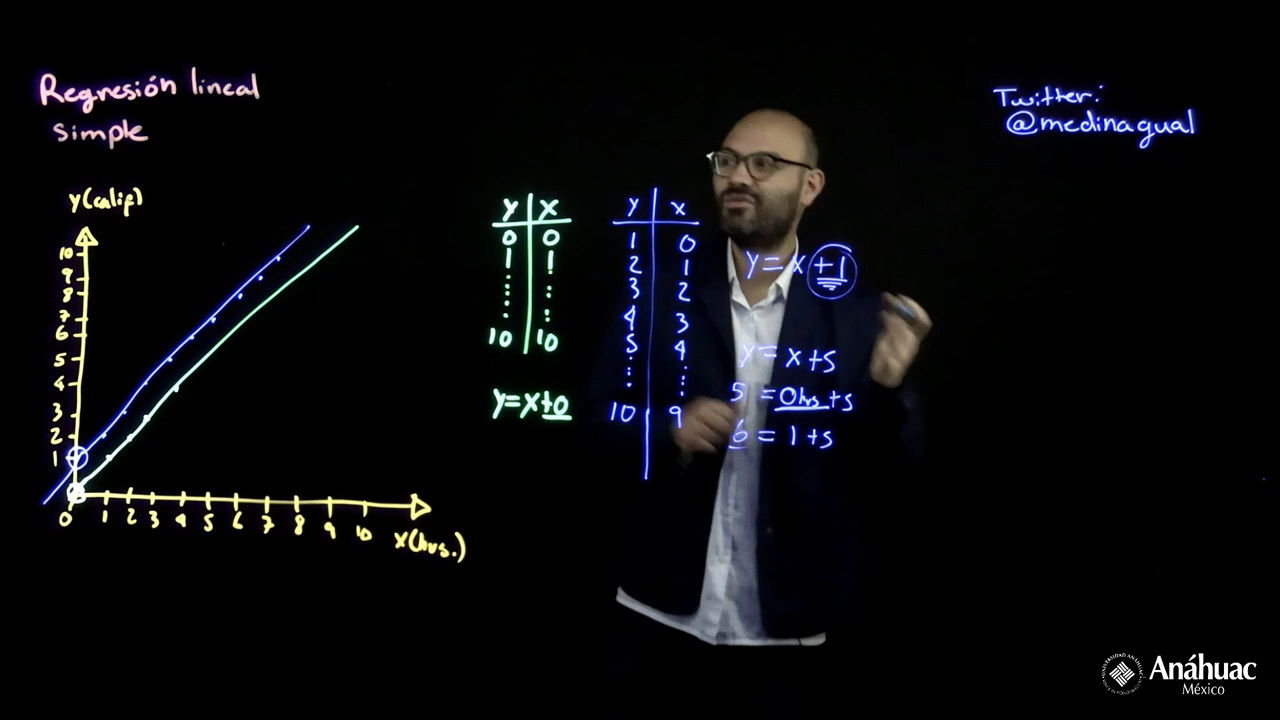 Regresión lineal
simple
Twitter:
@medinagual
y(calif)
10
9
8
7
6
5
4
3
2
1
0 1 2 3 4 5 6 7 8 9 10
x(hrs.)
y x
0 0
1 1
⋮ ⋮
10 10
y=x+0
y x
1 0
2 1
3 2
4 3
5 4
⋮ ⋮
10 9
y=x+1
y=x+5
5=0hrs+5
6=1+5
Anáhuac
México